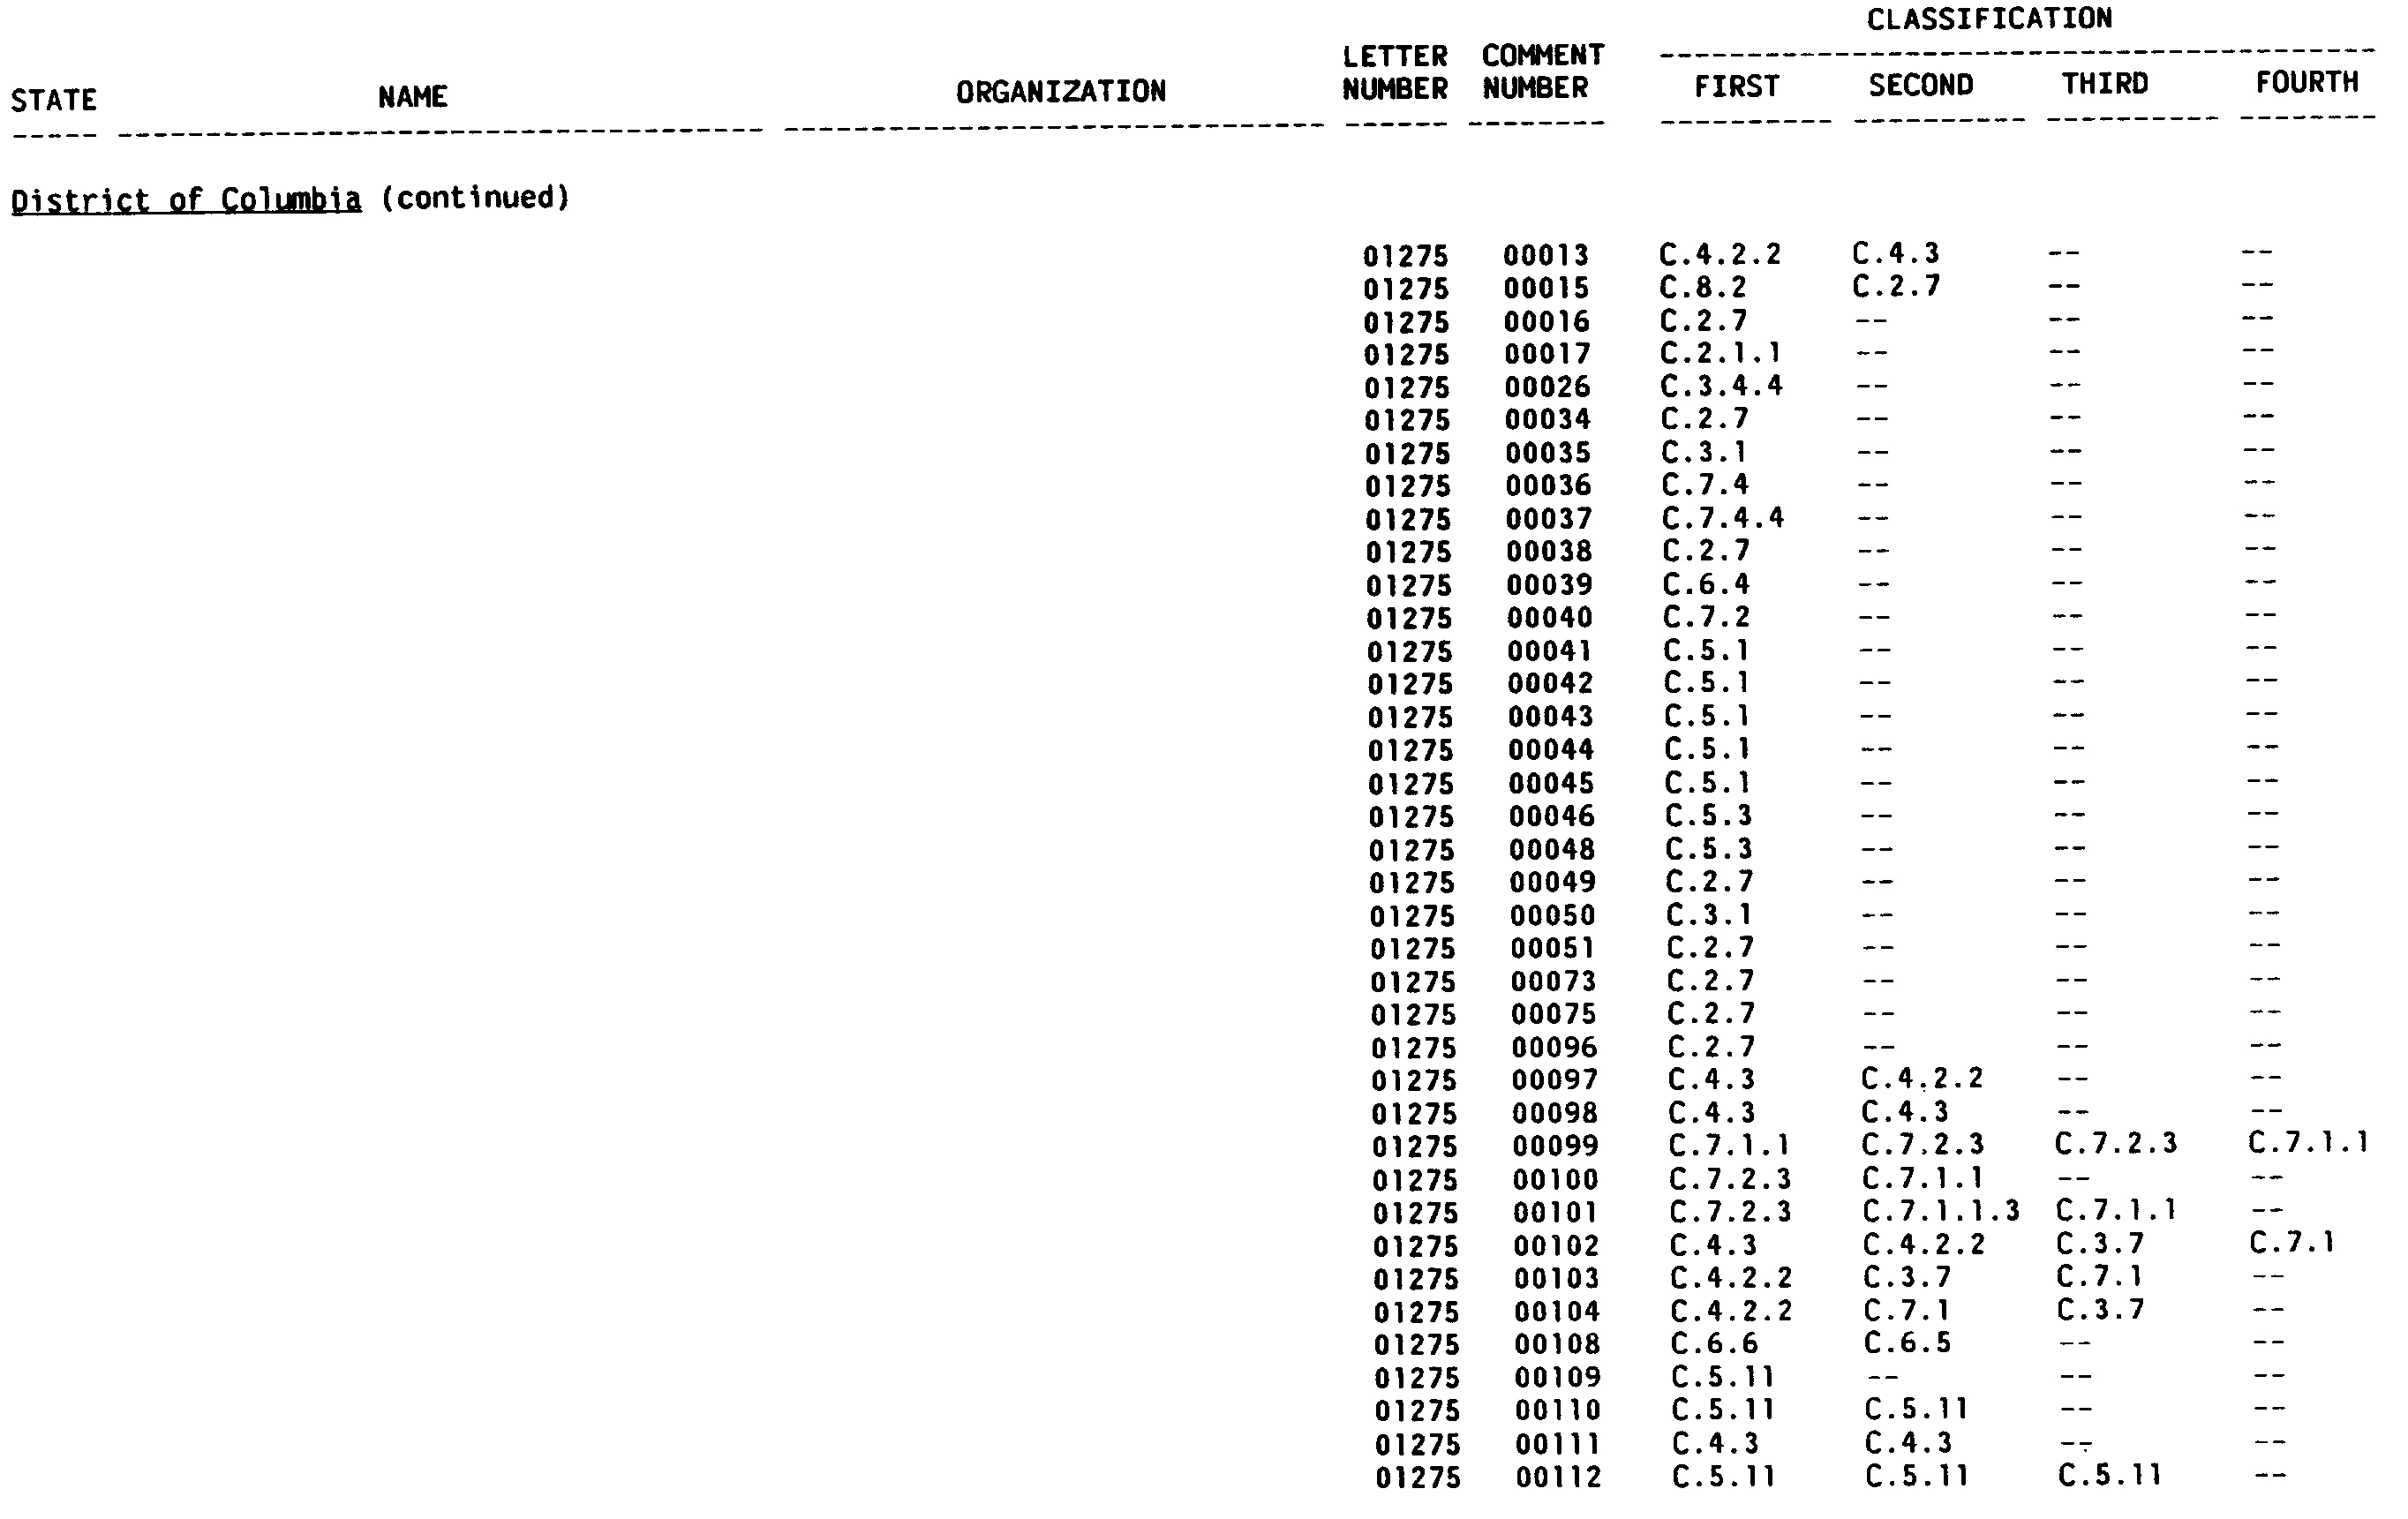 CLASSIFICATION
LETTER COMMENT ----------------------------------------
STATE NAME ORGANIZATION NUMBER NUMBER FIRST SECOND THIRD FOURTH
----- -------------------------------------- -------------------------------- ------ -------- ---------- ---------- ---------- --------
District of Columbia (continued)
01275 00013 C.4.2.2 C.4.3 -- --
01275 00015 C.8.2 C.2.7 -- --
01275 00016 C.2.7 -- -- --
01275 00017 C.2.1.1 -- -- --
01275 00026 C.3.4.4 -- -- --
01275 00034 C.2.7 -- -- --
01275 00035 C.3.1 -- -- --
01275 00036 C.7.4 -- -- --
01275 00037 C.7.4.4 -- -- --
01275 00038 C.2.7 -- -- --
01275 00039 C.6.4 -- -- --
01275 00040 C.7.2 -- -- --
01275 00041 C.5.1 -- -- --
01275 00042 C.5.1 -- -- --
01275 00043 C.5.1 -- -- --
01275 00044 C.5.1 -- -- --
01275 00045 C.5.1 -- -- --
01275 00046 C.5.3 -- -- --
01275 00048 C.5.3 -- -- --
01275 00049 C.2.7 -- -- --
01275 00050 C.3.1 -- -- --
01275 00051 C.2.7 -- -- --
01275 00073 C.2.7 -- -- --
01275 00075 C.2.7 -- -- --
01275 00096 C.2.7 -- -- --
01275 00097 C.4.3 C.4.2.2 -- --
01275 00098 C.4.3 C.4.3 -- --
01275 00099 C.7.1.1 C.7.2.3 C.7.2.3 C.7.1.1
01275 00100 C.7.2.3 C.7.1.1 -- --
01275 00101 C.7.2.3 C.7.1.1.3 C.7.1.1 --
01275 00102 C.4.3 C.4.2.2 C.3.7 C.7.1
01275 00103 C.4.2.2 C.3.7 C.7.1 --
01275 00104 C.4.2.2 C.7.1 C.3.7 --
01275 00108 C.6.6 C.6.5 -- --
01275 00109 C.5.11 -- -- --
01275 00110 C.5.11 C.5.11 -- --
01275 00111 C.4.3 C.4.3 -- --
01275 00112 C.5.11 C.5.11 C.5.11 --